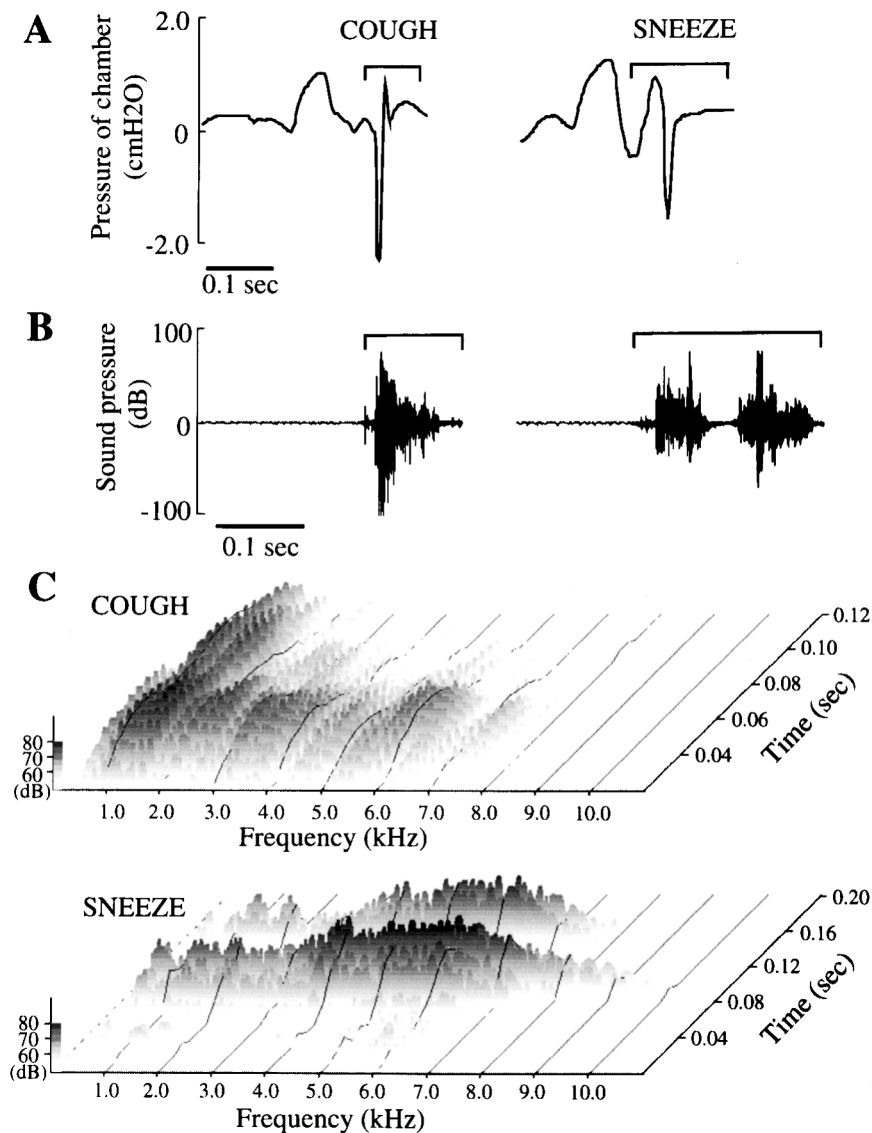 A
COUGH
SNEEZE
Pressure of chamber
(cmH2O)
2.0
0
-2.0
0.1 sec
B
Sound pressure
(dB)
100
0
-100
0.1 sec
C
COUGH
80
70
60
(dB)
1.0 2.0 3.0 4.0 5.0 6.0 7.0 8.0 9.0 10.0
Frequency (kHz)
0.04 0.06 0.08 0.10 0.12
Time (sec)
SNEEZE
80
70
60
(dB)
1.0 2.0 3.0 4.0 5.0 6.0 7.0 8.0 9.0 10.0
Frequency (kHz)
0.04 0.08 0.12 0.16 0.20
Time (sec)